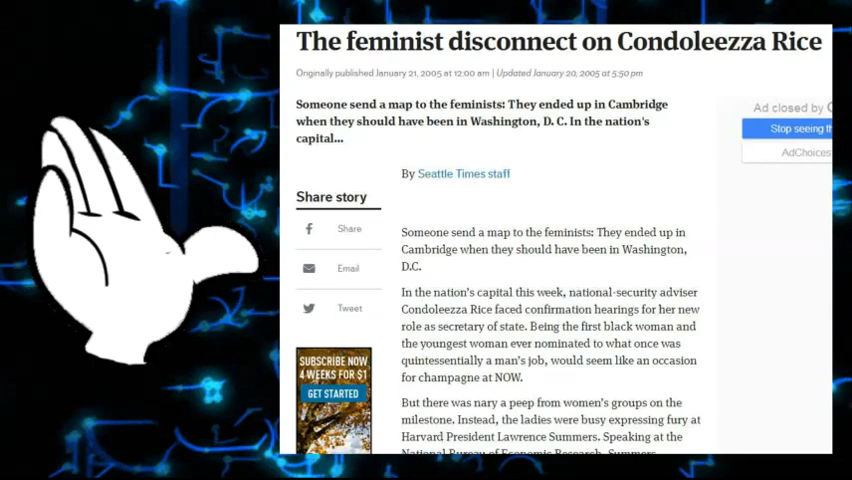 The feminist disconnect on Condoleezza Rice
Originally published January 21, 2005 at 12:00 am | Updated January 20, 2005 at 5:50 pm
Someone send a map to the feminists: They ended up in Cambridge
when they should have been in Washington, D. C. In the nation's
capital...
Ad closed by
Stop seeing th
AdChoices
By Seattle Times staff
Share story
Share
Email
Tweet
SUBSCRIBE NOW
4 WEEKS FOR $1
GET STARTED
Someone send a map to the feminists: They ended up in
Cambridge when they should have been in Washington,
D.C.
In the nation's capital this week, national-security adviser
Condoleezza Rice faced confirmation hearings for her new
role as secretary of state. Being the first black woman and
the youngest woman ever nominated to what once was
quintessentially a man's job, would seem like an occasion
for champagne at NOW.
But there was nary a peep from women's groups on the
milestone. Instead, the ladies were busy expressing fury at
Harvard President Lawrence Summers. Speaking at the
National Bureau of Economic Research, Summers